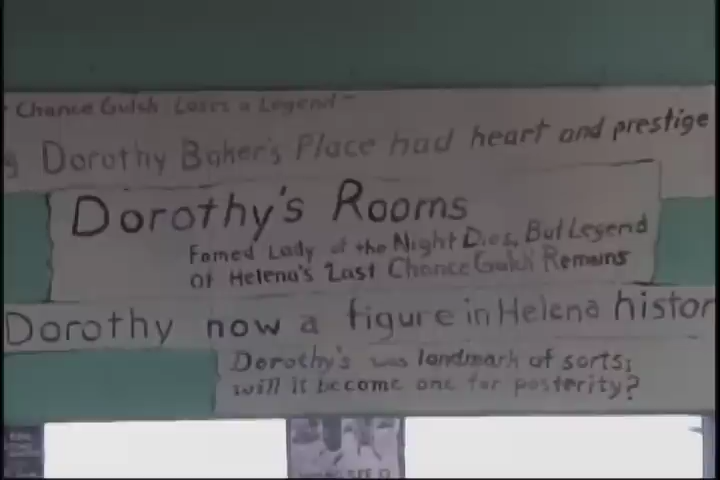 Chance Gulch Loses a Legend
Dorothy Baker's Place had heart and prestige
Dorothy's Rooms
Famed Lady of the Night Dies, But Legend
Of Helena's Last Chance Gulch Remains
Dorothy now a figure in Helena histor
Dorothy's was landmark of sorts;
will it become one for posterity?